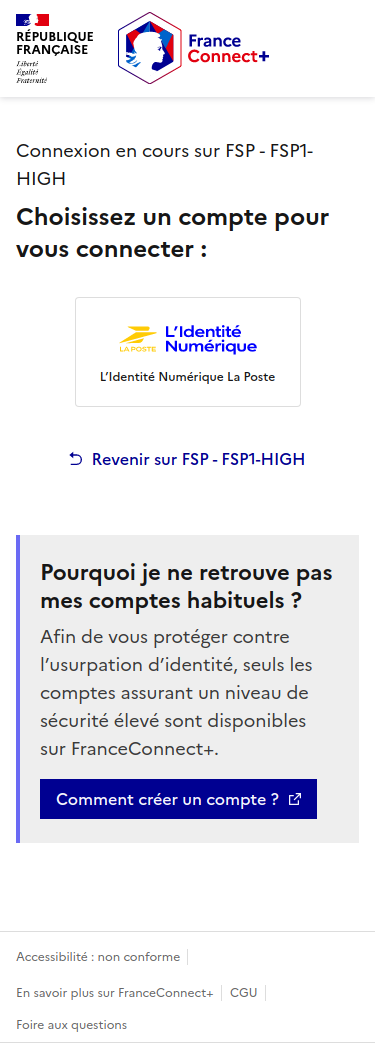 RÉPUBLIQUE
FRANÇAISE
Liberté
Égalité
Fraternité
France
Connect+
Connexion en cours sur FSP - FSP1-
HIGH
Choisissez un compte pour
vous connecter :
LA POSTE
L'Identité
Numérique
L'Identité Numérique La Poste
Revenir sur FSP - FSP1-HIGH
Pourquoi je ne retrouve pas
mes comptes habituels ?
Afin de vous protéger contre
l'usurpation d'identité, seuls les
comptes assurant un niveau de
sécurité élevé sont disponibles
sur FranceConnect+.
Comment créer un compte ?
Accessibilité : non conforme
En savoir plus sur FranceConnect+ CGU
Foire aux questions